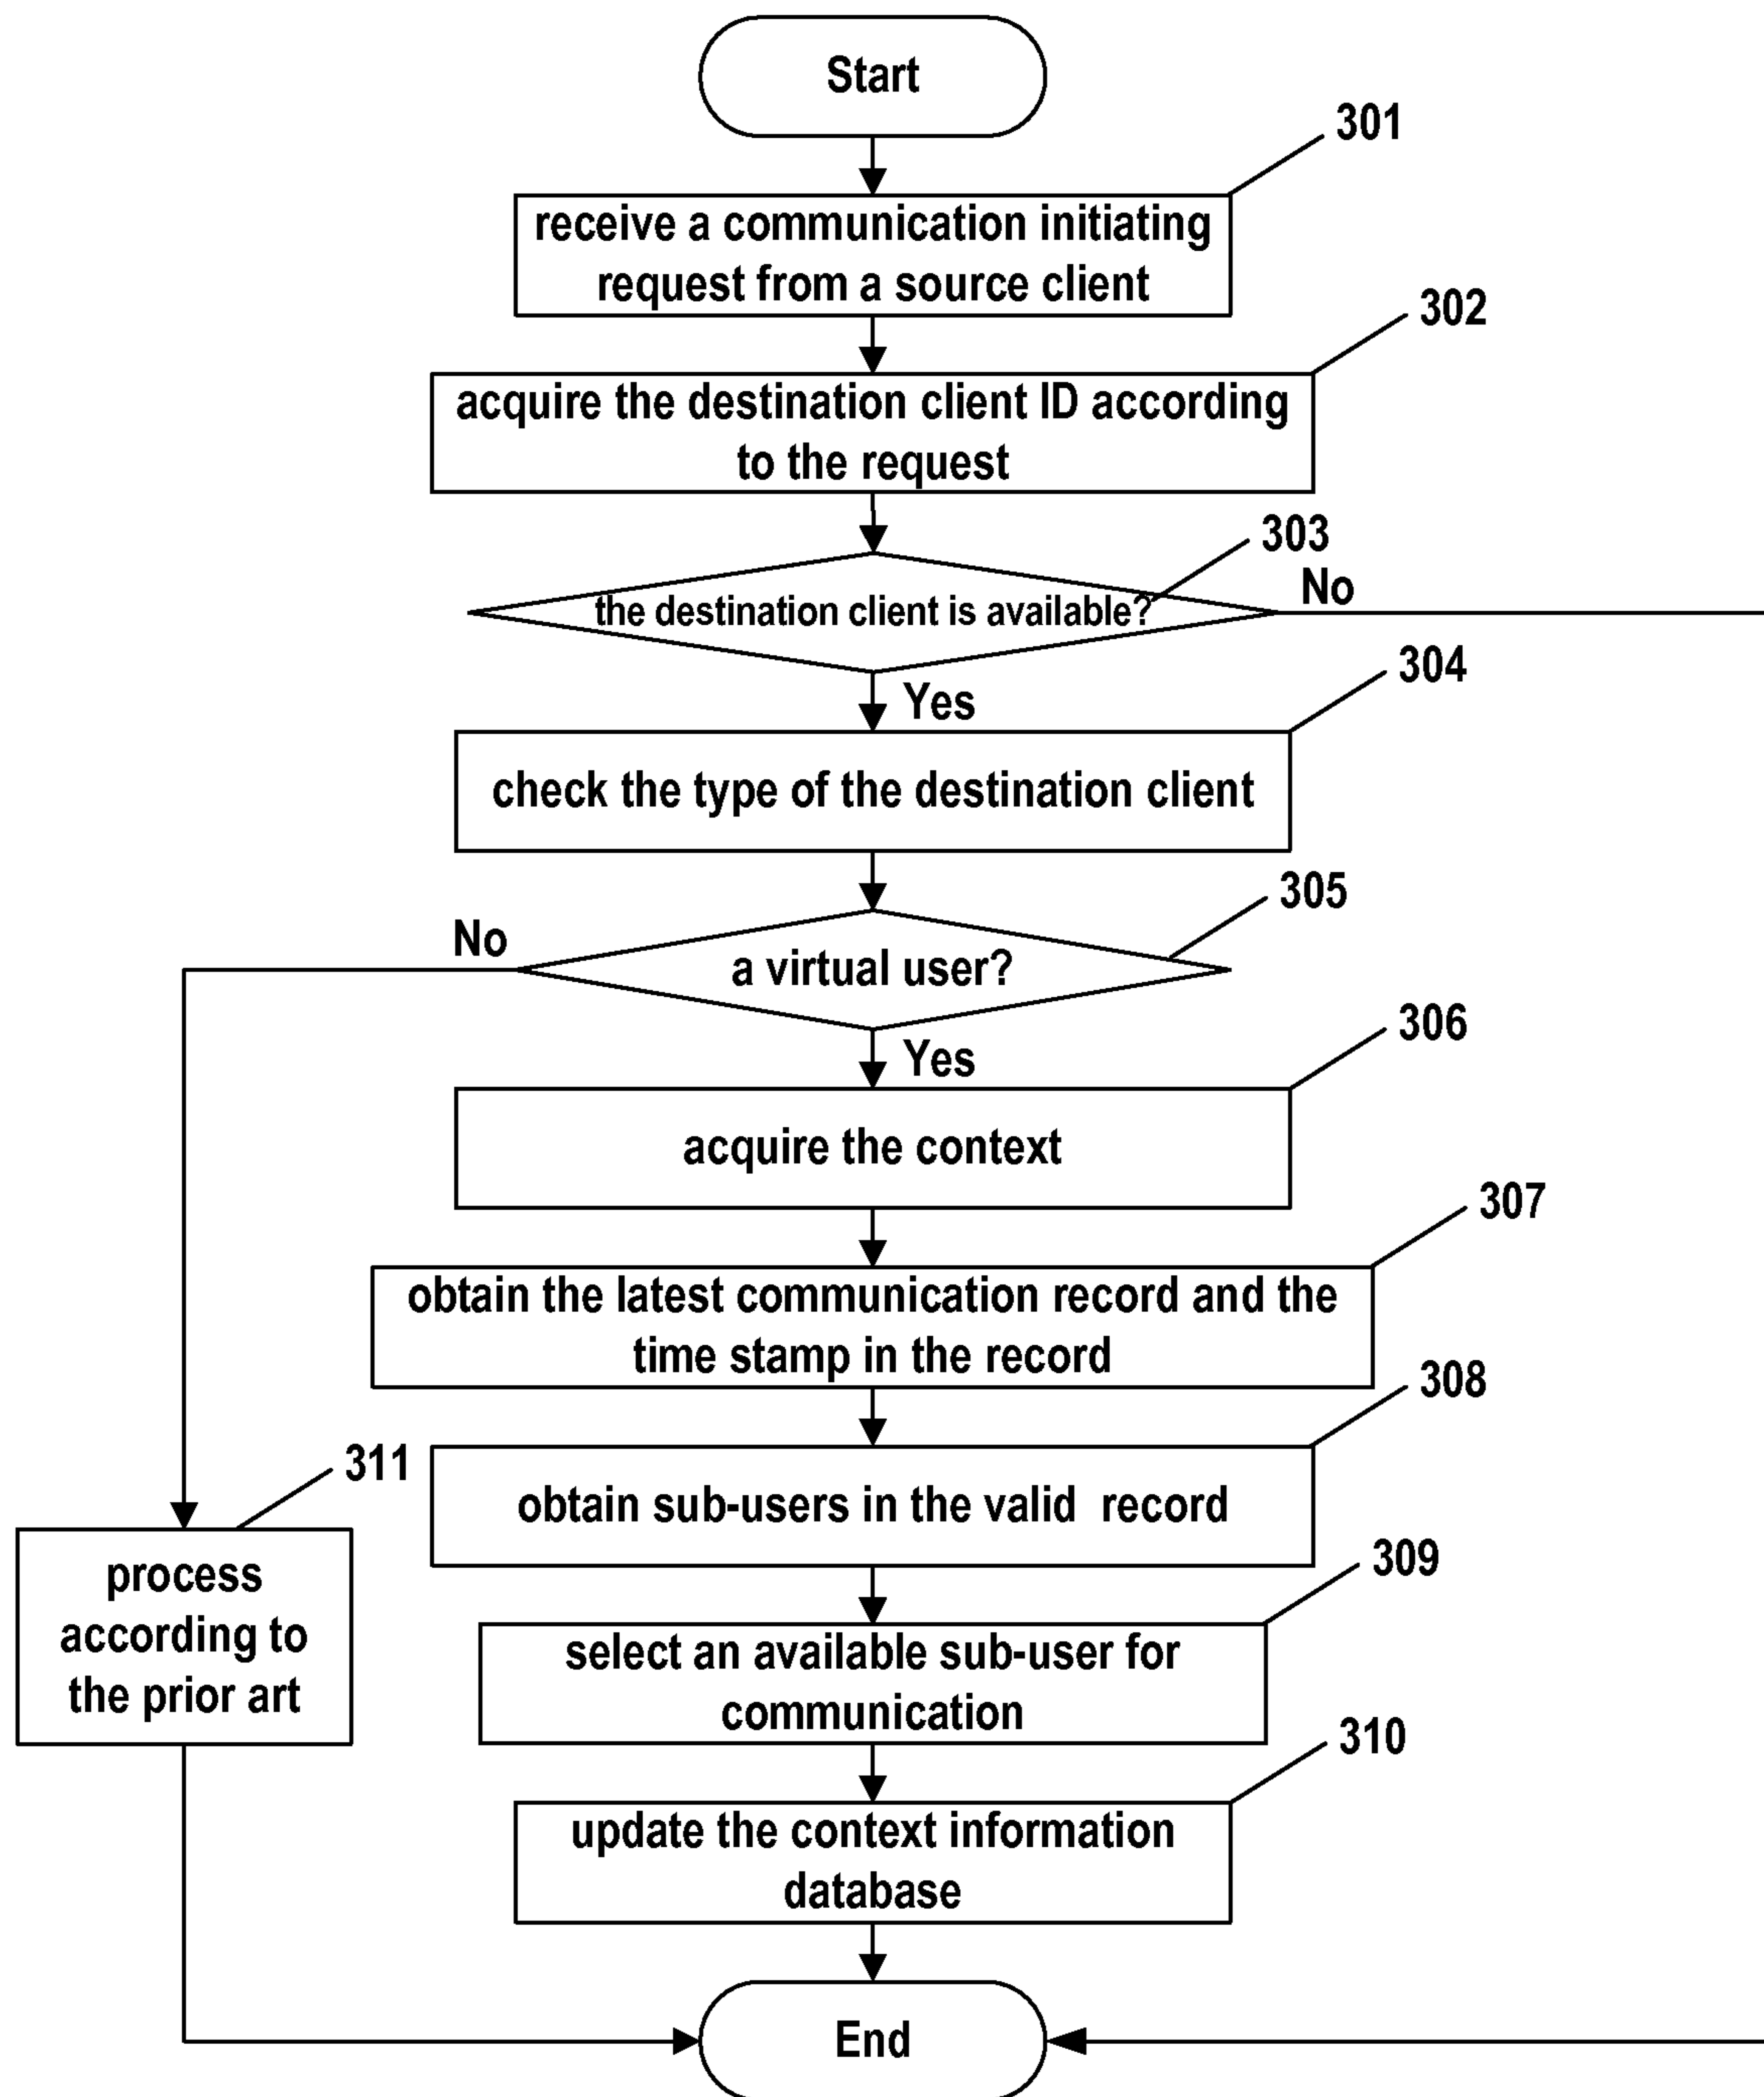 Start
301
receive a communication initiating
request from a source client
302
acquire the destination client ID according
to the request
303
the destination client is available?
No
Yes
304
check the type of the destination client
305
No
a virtual user?
Yes
306
acquire the context
307
obtain the latest communication record and the
time stamp in the record
308
obtain sub-users in the valid record
311
process
according to
the prior art
309
select an available sub-user for
communication
310
update the context information
database
End